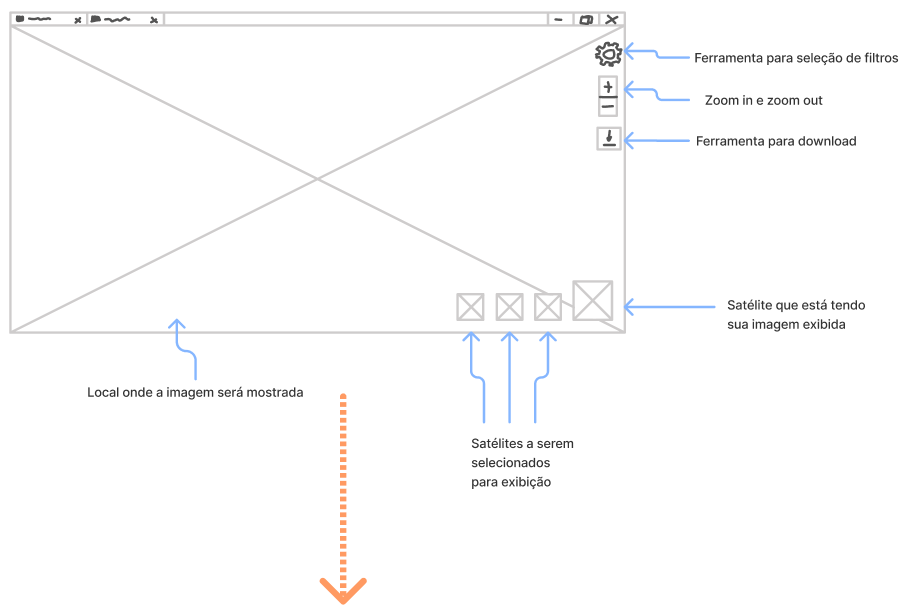 Ferramenta para seleção de filtros
Zoom in e zoom out
Ferramenta para download
Satélite que está tendo
sua imagem exibida
Local onde a imagem será mostrada
Satélites a serem
selecionados
para exibição